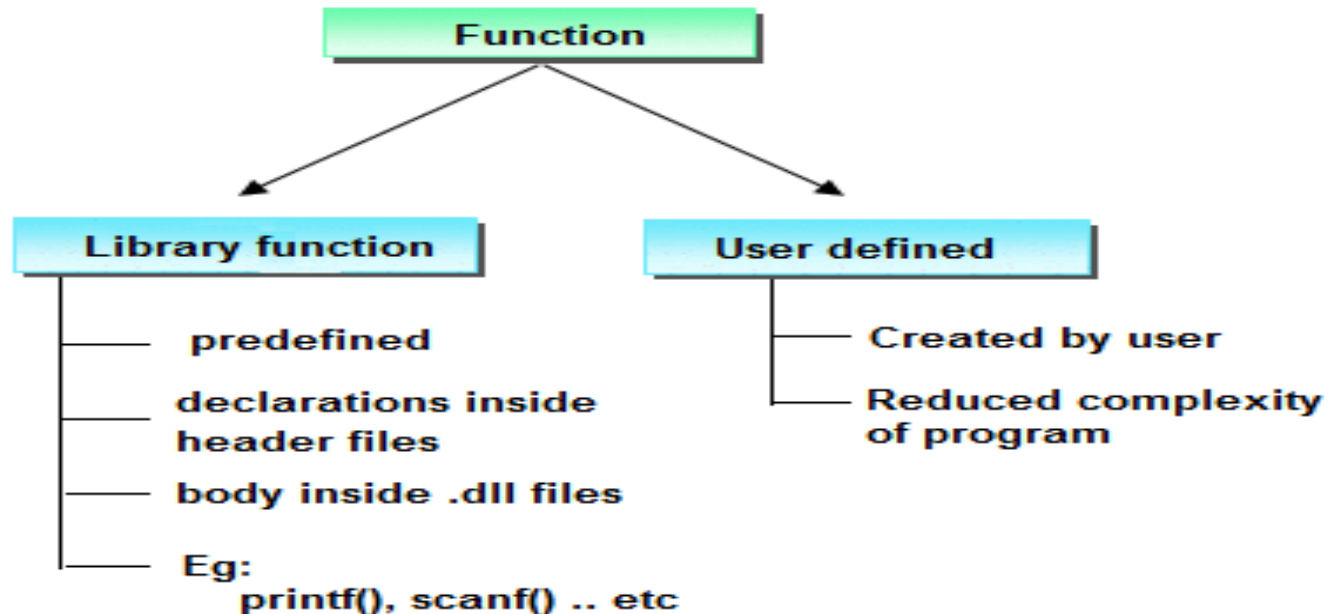 Function
Library function
predefined
declarations inside
header files
body inside .dll files
Eg:
printf(), scanf() .. etc
User defined
Created by user
Reduced complexity
of program